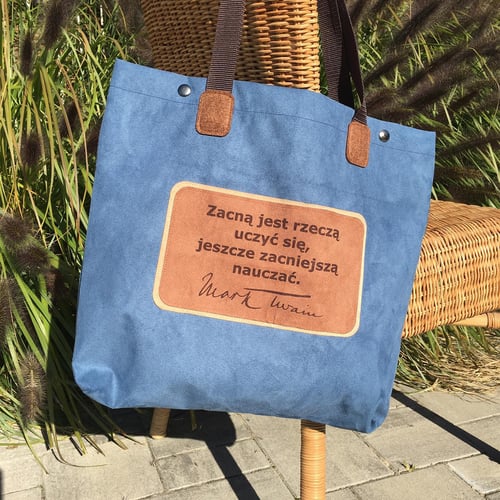 Zacną jest rzeczą
uczyć się,
jeszcze zacniejszą
nauczać.
Mark Twain